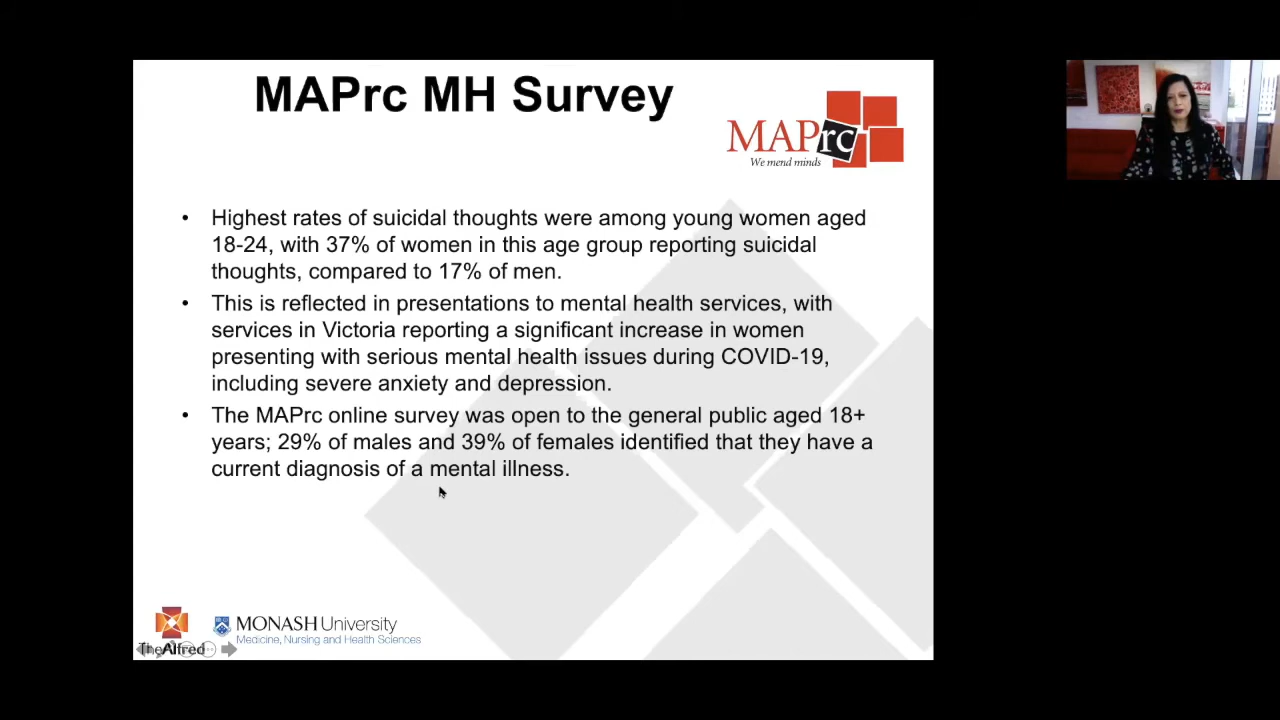 MAPrc MH Survey
MAPrc
We mend minds
• Highest rates of suicidal thoughts were among young women aged
18-24, with 37% of women in this age group reporting suicidal
thoughts, compared to 17% of men.
• This is reflected in presentations to mental health services, with
services in Victoria reporting a significant increase in women
presenting with serious mental health issues during COVID-19,
including severe anxiety and depression.
• The MAPrc online survey was open to the general public aged 18+
years; 29% of males and 39% of females identified that they have a
current diagnosis of a mental illness.
MONASH University
Medicine, Nursing and Health Sciences
TheAlfred